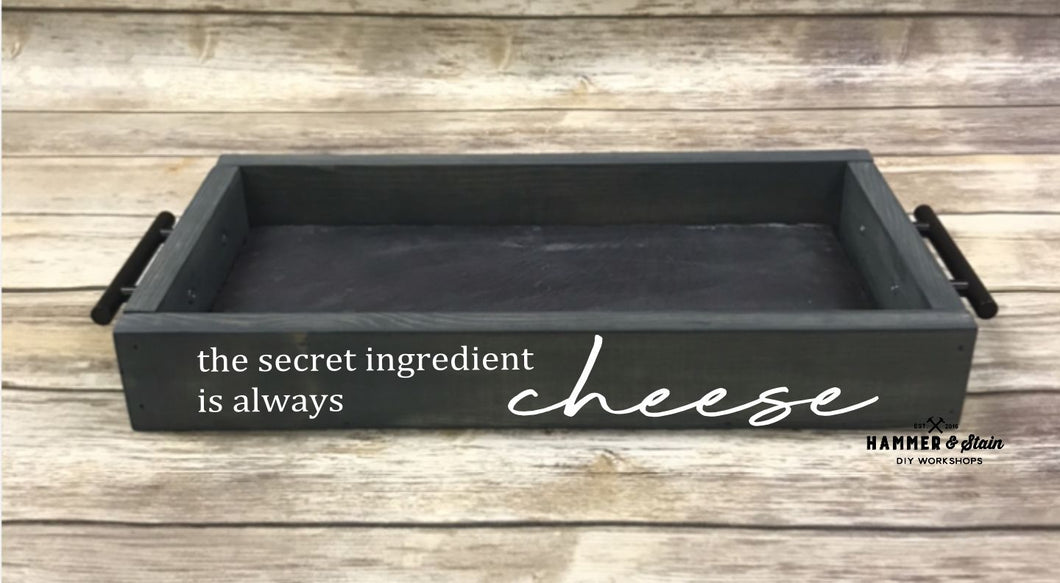 the secret ingredient
is always cheese
EST. 2016
HAMMER & Stain
DIY WORKSHOPS